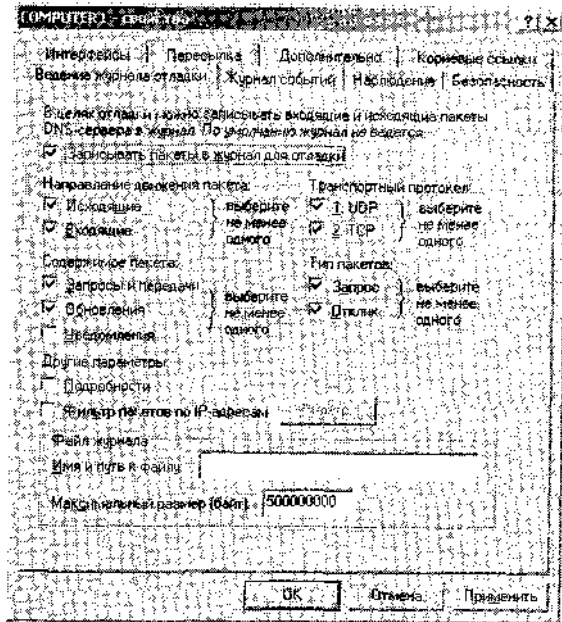 COMPUTER1 - свойства ? X
Интерфейсы Пересылка Дополнительно Корневые ссылки
Ведение журнала отладки Журнал событий Наблюдение Безопасность
В целях отладки можно записывать входящие и исходящие пакеты
DNS-сервера в журнал. По умолчанию журнал не ведется.
Записывать пакеты в журнал для отладки
Направление движения пакета: Транспортный протокол:
Исходящие выберите 1. UDP выберите
Входящие не менее 2. TCP не менее
одного одного
Содержимое пакета: Тип пакетов:
Запросы и передачи выберите Запрос выберите
Обновления не менее Отклик не менее
Уведомления одного одного
Другие параметры:
Подробности
Фильтр пакетов по IP-адресам
Файл журнала
Имя и путь к файлу:
Максимальный размер (байт): 500000000
OK Отмена Применить